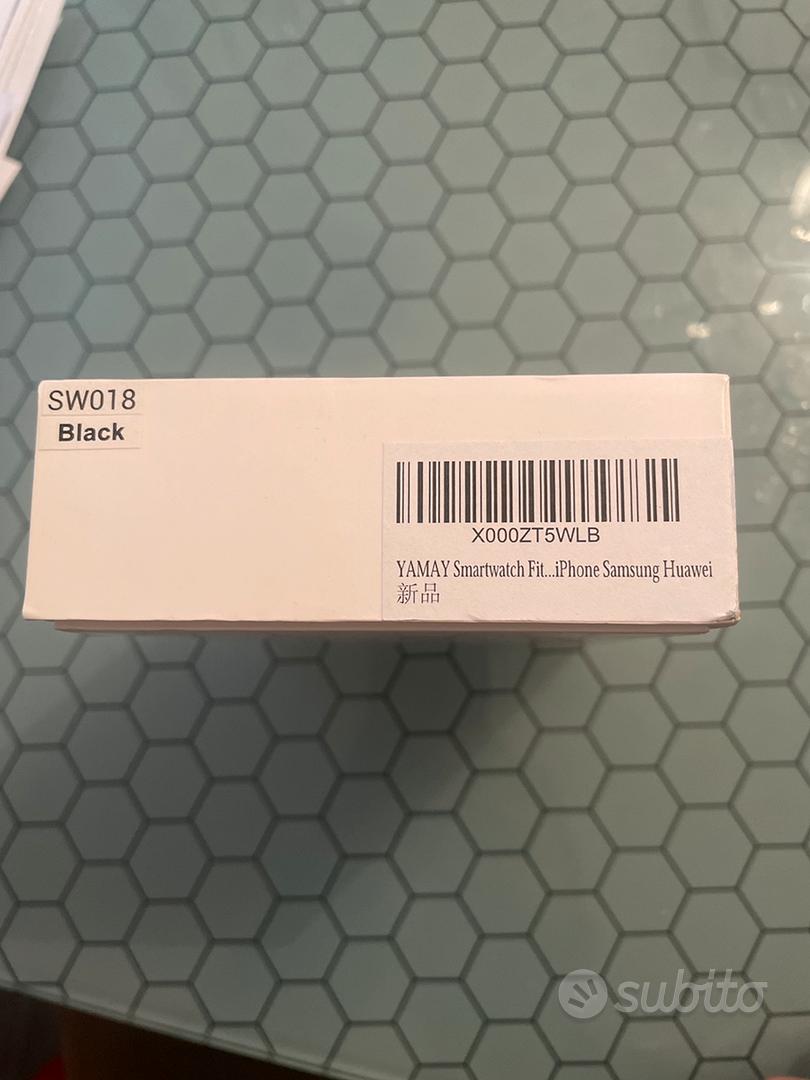 SW018
Black
X000ZT5WLB
YAMAY Smartwatch Fit...iPhone Samsung Huawei
新品
subito